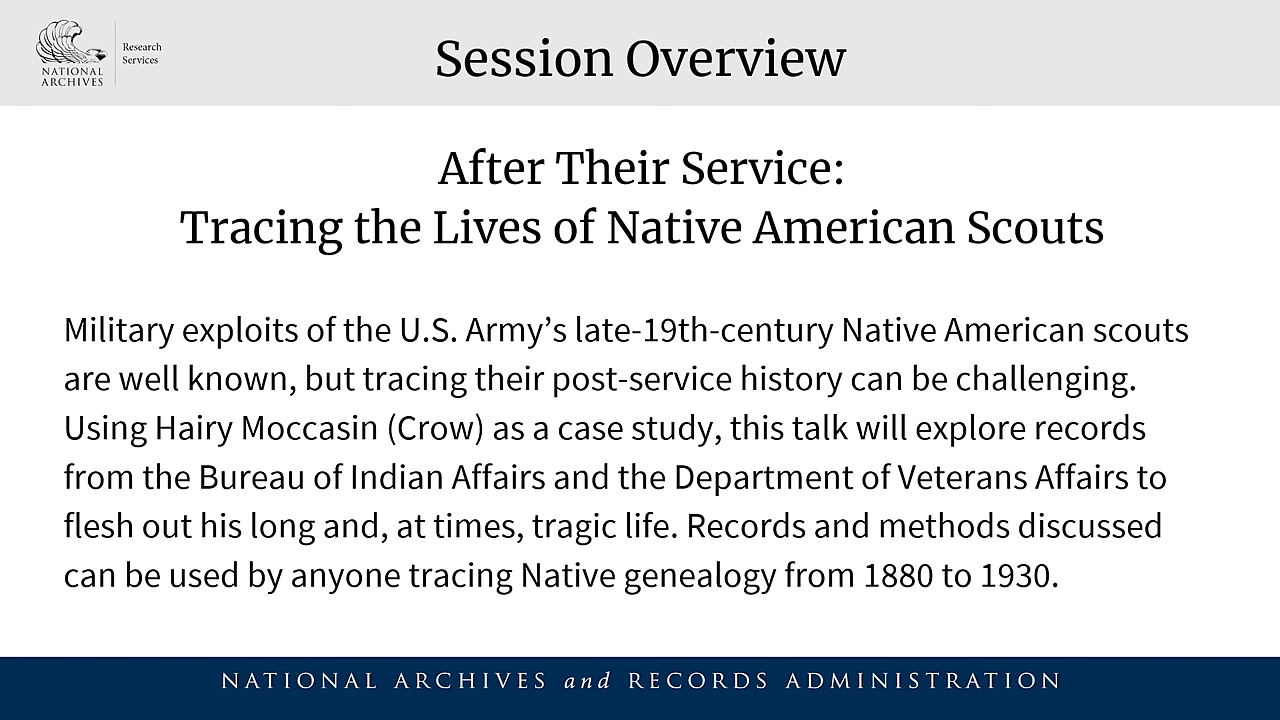 NATIONAL
ARCHIVES
Research
Services
Session Overview
After Their Service:
Tracing the Lives of Native American Scouts
Military exploits of the U.S. Army’s late-19th-century Native American scouts
are well known, but tracing their post-service history can be challenging.
Using Hairy Moccasin (Crow) as a case study, this talk will explore records
from the Bureau of Indian Affairs and the Department of Veterans Affairs to
flesh out his long and, at times, tragic life. Records and methods discussed
can be used by anyone tracing Native genealogy from 1880 to 1930.
NATIONAL ARCHIVES and RECORDS ADMINISTRATION